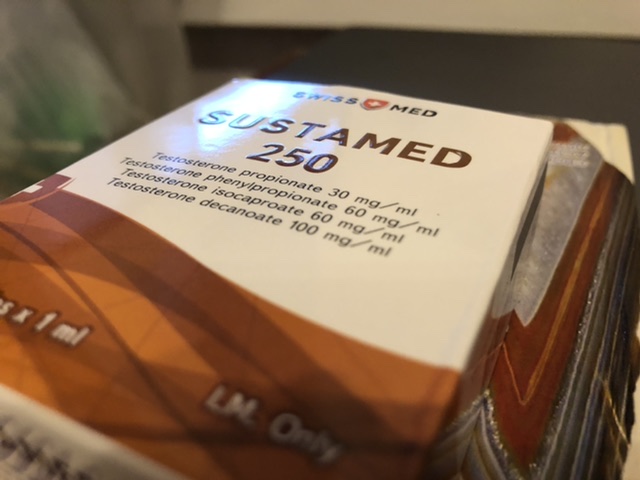 SWISS MED
SUSTAMED
250
Testosterone propionate 30 mg/ml
Testosterone phenylpropionate 60 mg/ml
Testosterone isocaproate 60 mg/ml
Testosterone decanoate 100 mg/ml
x 1 ml
I.M. Only